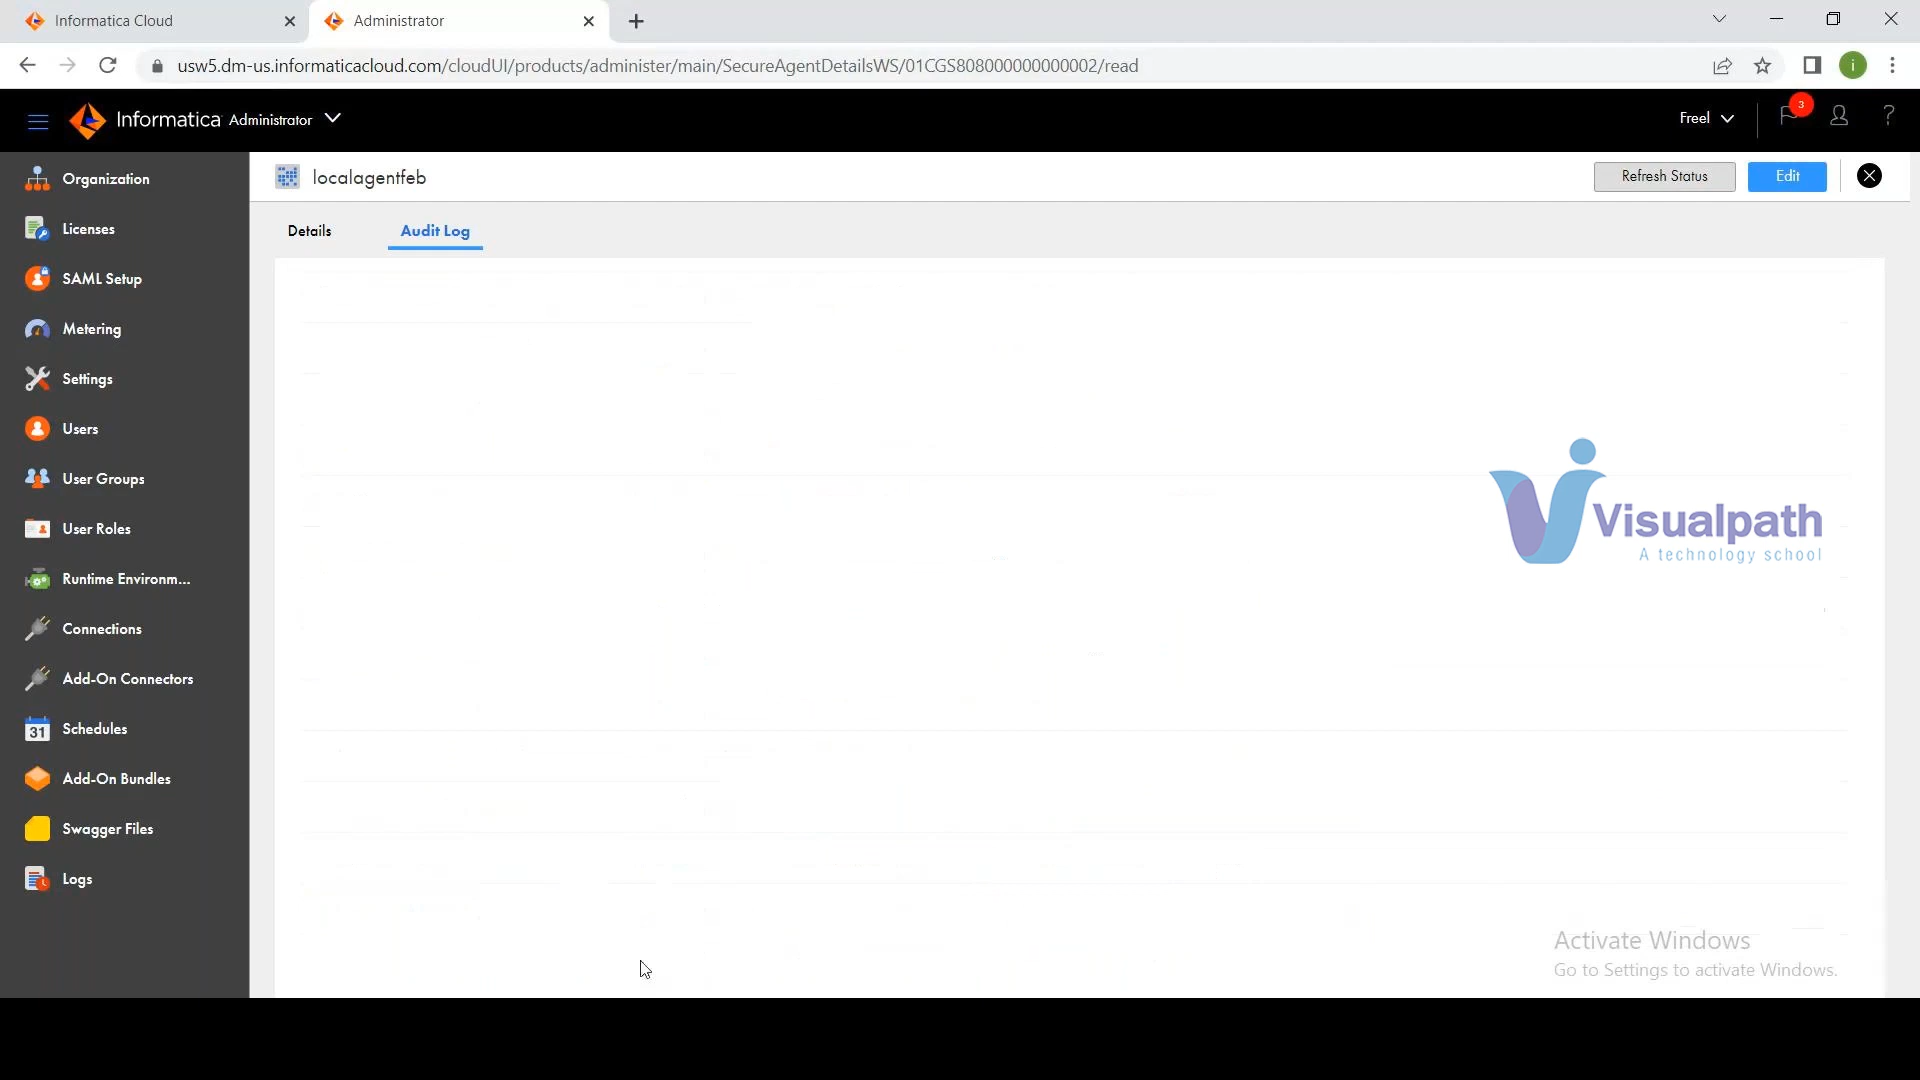 Informatica Cloud
Administrator
usw5.dm-us.informaticacloud.com/cloudUI/products/administer/main/SecureAgentDetailsWS/01CGS808000000000002/read
i
Informatica Administrator
Freel
3
?
Organization
Licenses
SAML Setup
Metering
Settings
Users
User Groups
User Roles
Runtime Environm...
Connections
Add-On Connectors
31
Schedules
Add-On Bundles
Swagger Files
Logs
localagentfeb
Refresh Status
Edit
Details
Audit Log
Visualpath
A technology school
Activate Windows
Go to Settings to activate Windows.